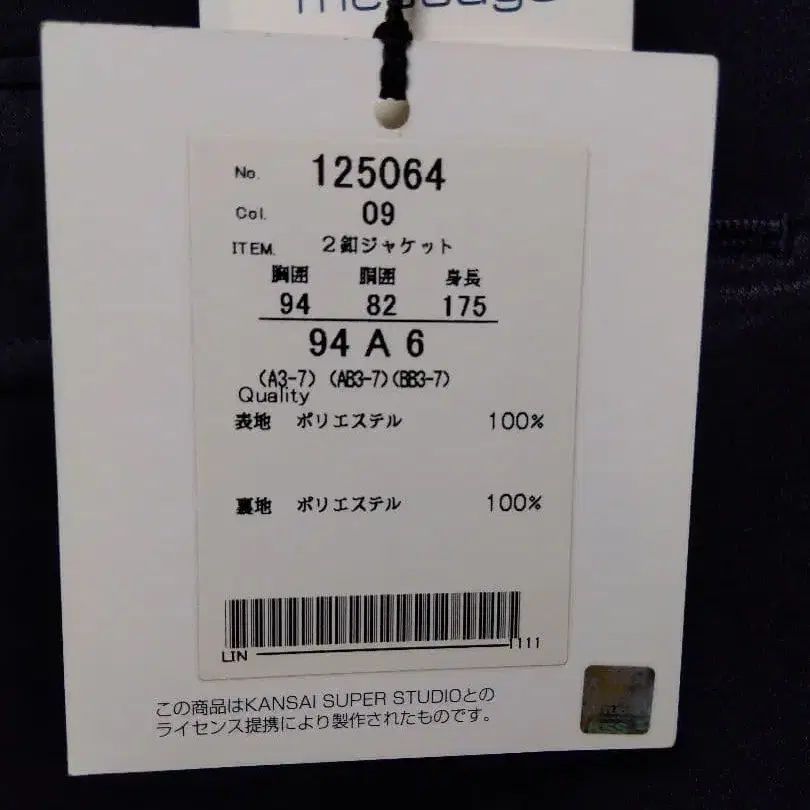 message
No. 125064
Col. 09
ITEM. 2釦ジャケット
胸囲 胴囲 身長
94 82 175
94 A 6
(A3-7) (AB3-7) (BB3-7)
Quality
表地 ポリエステル 100%
裏地 ポリエステル 100%
LIN 1111
この商品はKANSAI SUPER STUDIOとの
ライセンス提携により製作されたものです。